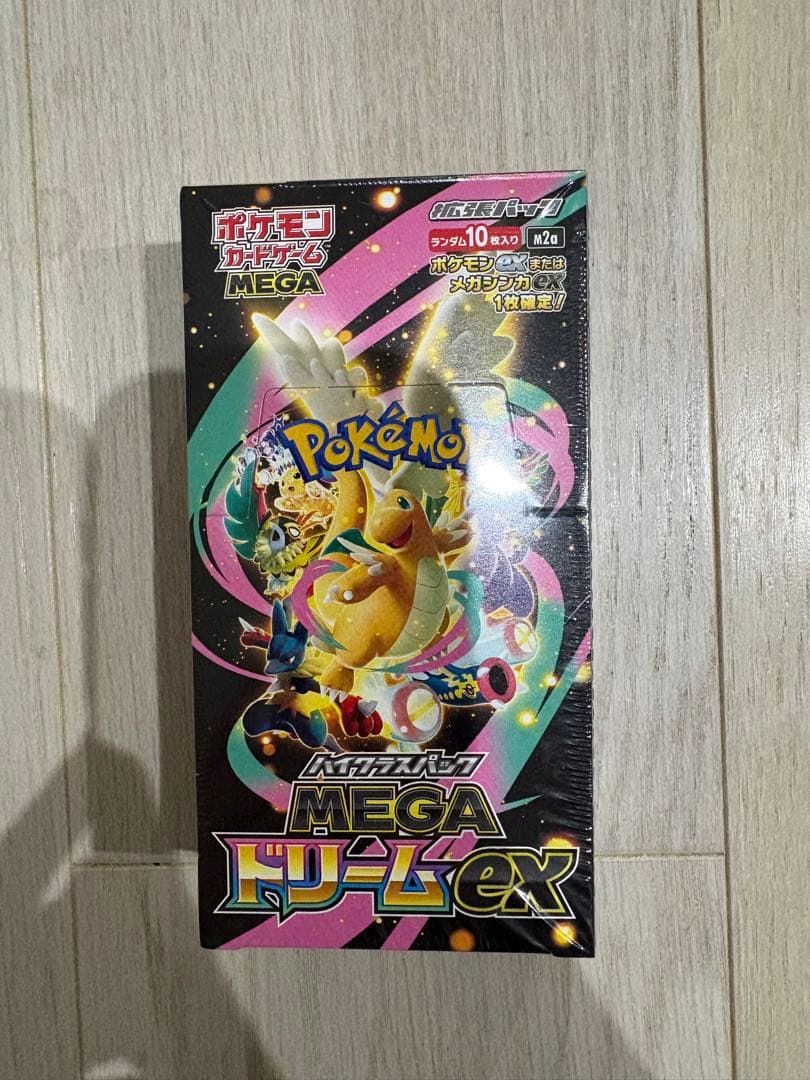 ポケモン
カードゲーム
MEGA
拡張パック
ランダム10枚入り M2a
ポケモンexまたは
メガシンカex
1枚確定!
Pokémon
ハイクラスパック
MEGA
ドリームex